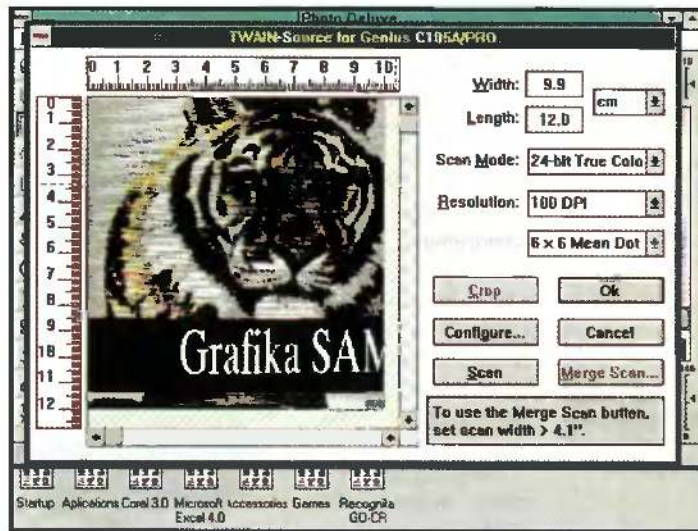 iPhoto Deluxe
TWAIN-Source for Genius C105A/PRO
0 1 2 3 4 5 6 7 8 9 10
0
1
2
3
4
5
6
7
8
9
10
11
12
Grafika SAM
Width: 9.9
cm
Length: 12.0
Scan Mode: 24-bit True Colo
Resolution: 100 DPI
6 x 6 Mean Dot
Crop Ok
Configure... Cancel
Scan Merge Scan...
To use the Merge Scan button,
set scan width > 4.1".
Startup Aplications Corel 3.0 Microsoft Accessories Games Recognita
Excel 4.0 GO-CR